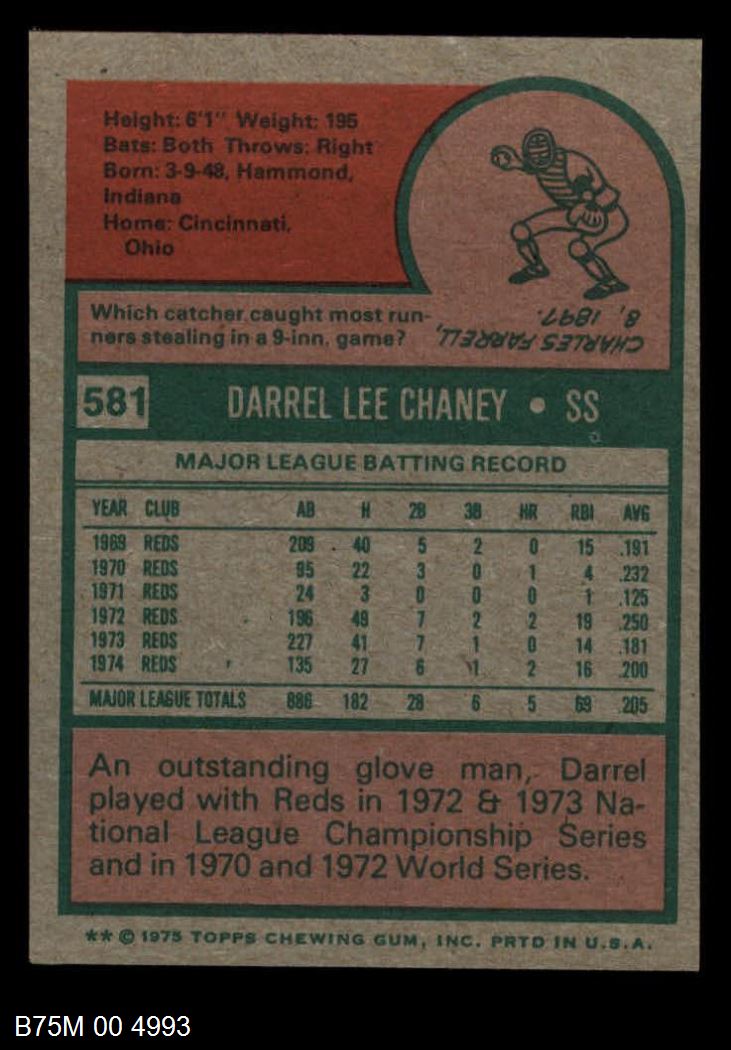 Height: 6'1" Weight: 195
Bats: Both Throws: Right
Born: 3-9-48, Hammond,
Indiana
Home: Cincinnati,
Ohio
Which catcher caught most run-
ners stealing in a 9-inn. game?
CHARLES FARRELL,
8, 1897.
581 DARREL LEE CHANEY • SS
MAJOR LEAGUE BATTING RECORD
YEAR CLUB AB H 2B 3B HR RBI AVG
1969 REDS 209 40 5 2 0 15 .191
1970 REDS 95 22 3 0 1 4 .232
1971 REDS 24 3 0 0 0 1 .125
1972 REDS 196 49 7 2 2 19 .250
1973 REDS 227 41 7 1 0 14 .181
1974 REDS 135 27 6 1 2 16 .200
MAJOR LEAGUE TOTALS 886 182 28 6 5 69 .205
An outstanding glove man, Darrel
played with Reds in 1972 & 1973 Na-
tional League Championship Series
and in 1970 and 1972 World Series.
** © 1975 TOPPS CHEWING GUM, INC. PRTD IN U.S.A.
B75M 00 4993